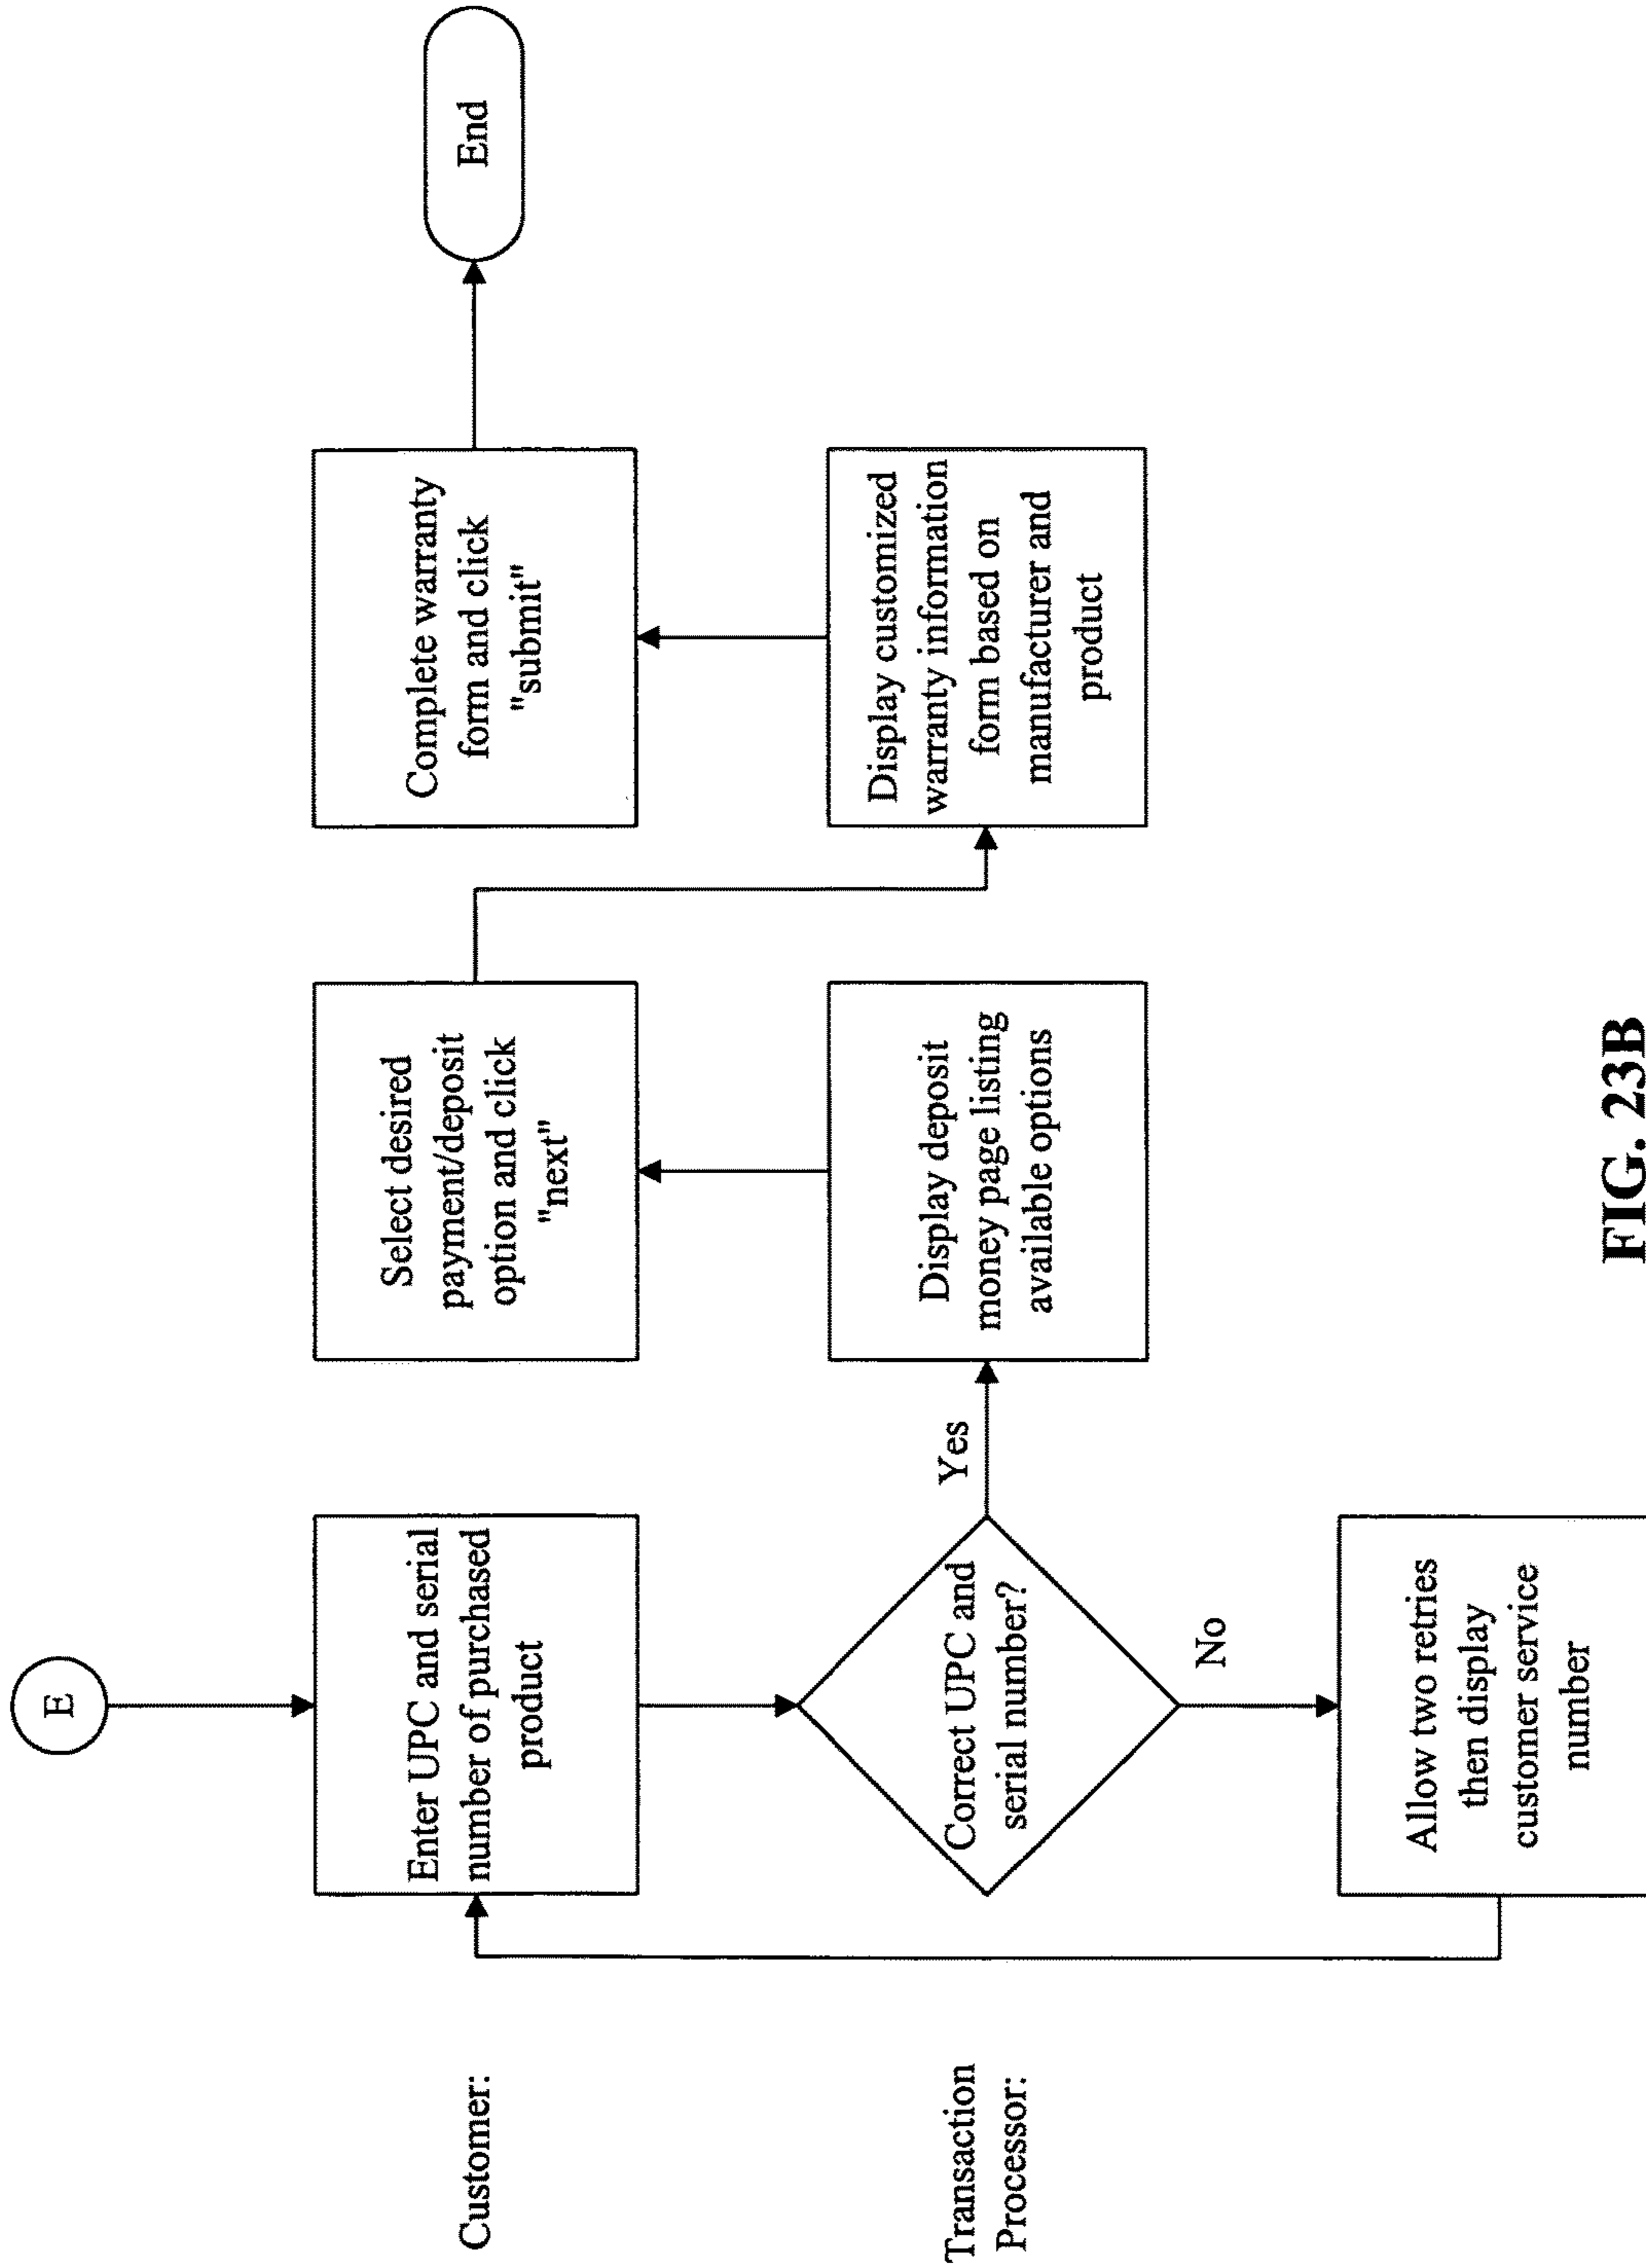 E
Customer:
Enter UPC and serial
number of purchased
product
Select desired
payment/deposit
option and click
"next"
Complete warranty
form and click
"submit"
End
Transaction
Processor:
Correct UPC and
serial number?
Yes
Display deposit
money page listing
available options
Display customized
warranty information
form based on
manufacturer and
product
No
Allow two retries
then display
customer service
number
FIG. 23B